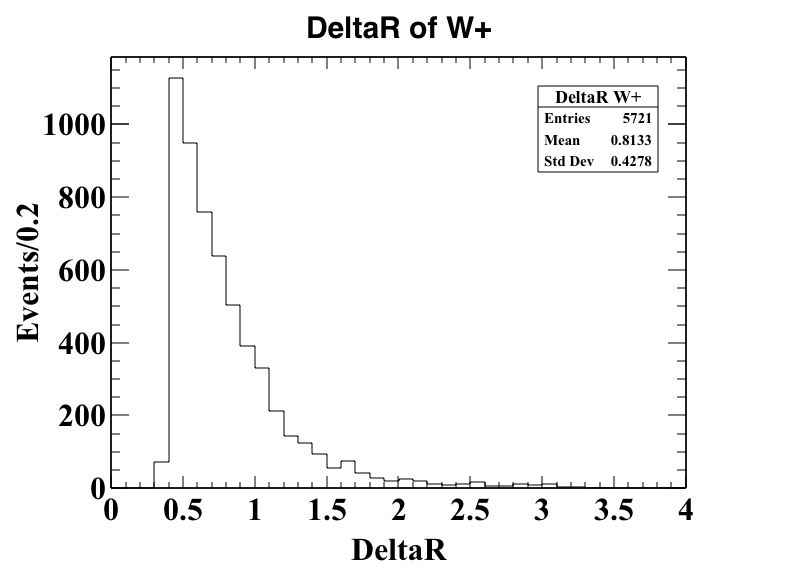 DeltaR of W+
DeltaR W+
Entries 5721
Mean 0.8133
Std Dev 0.4278
Events/0.2
1000
800
600
400
200
0
0 0.5 1 1.5 2 2.5 3 3.5 4
DeltaR